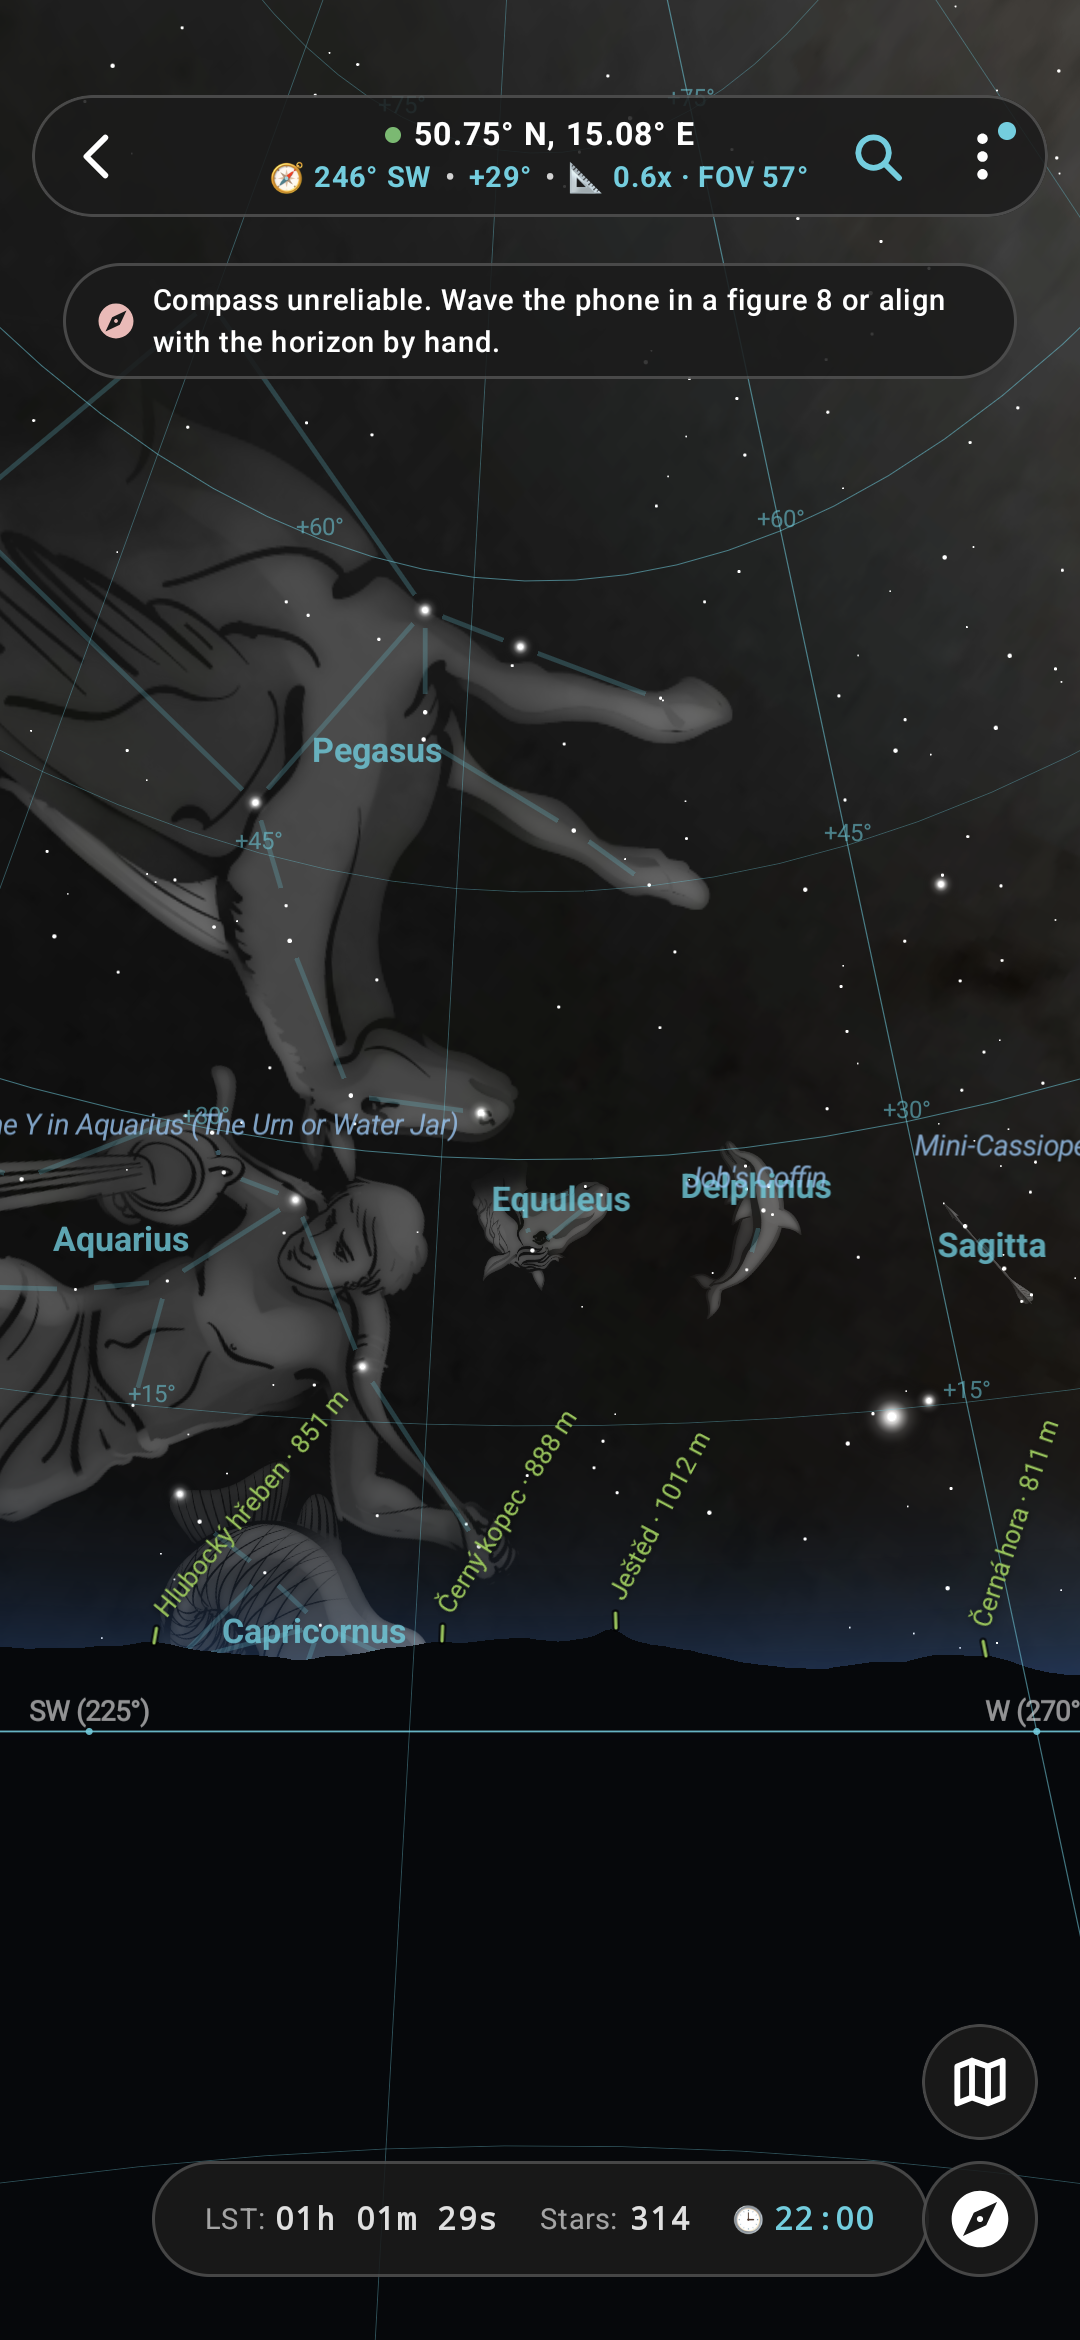 +75°
+75°
50.75° N, 15.08° E
246° SW • +29° • 0.6x · FOV 57°
Compass unreliable. Wave the phone in a figure 8 or align
with the horizon by hand.
+60°
+60°
Pegasus
+45°
+45°
+30°
+30°
e Y in Aquarius (The Urn or Water Jar)
Mini-Cassiope
Job's Coffin
Delphinus
Equuleus
Aquarius
Sagitta
+15°
+15°
Hlubocký hřeben · 851 m
Černý kopec · 888 m
Ještěd · 1012 m
Černá hora · 811 m
Capricornus
SW (225°)
W (270°
LST: 01h 01m 29s Stars: 314 22:00